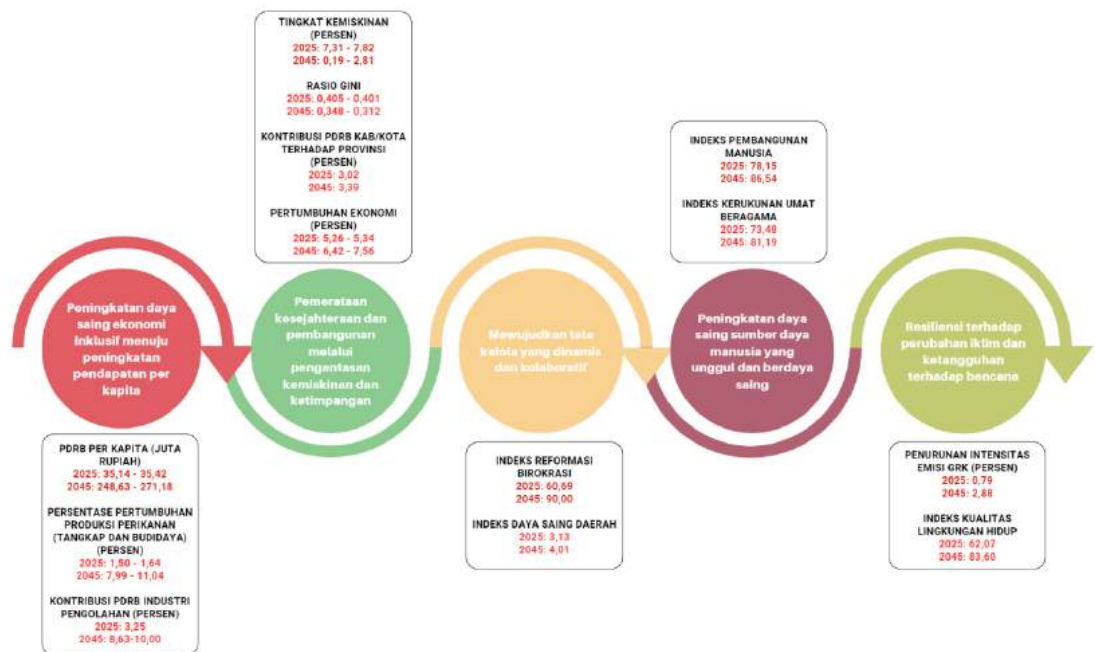 TINGKAT KEMISKINAN
(PERSEN)
2025: 7,31 - 7,82
2045: 0,19 - 2,81
RASIO GINI
2025: 0,405 - 0,401
2045: 0,348 - 0,312
KONTRIBUSI PDRB KAB/KOTA
TERHADAP PROVINSI
(PERSEN)
2025: 3,02
2045: 3,39
PERTUMBUHAN EKONOMI
(PERSEN)
2025: 5,26 - 5,34
2045: 6,42 - 7,56
INDEKS PEMBANGUNAN
MANUSIA
2025: 78,15
2045: 86,54
INDEKS KERUKUNAN UMAT
BERAGAMA
2025: 73,48
2045: 81,19
Peningkatan daya
saing ekonomi
Inklusif menuju
peningkatan
pendapatan per
kapita
Pemerataan
kesejahteraan dan
pembangunan
melalui
pengentasan
kemiskinan dan
ketimpangan
Mewujudkan tata
kelola yang dinamis
dan kolaboratif
Peningkatan daya
saing sumber daya
manusia yang
unggul dan berdaya
saing
Resiliensi terhadap
perubahan iklim dan
ketangguhan
terhadap bencana
PDRB PER KAPITA (JUTA
RUPIAH)
2025: 35,14 - 35,42
2045: 248,63 - 271,18
PERSENTASE PERTUMBUHAN
PRODUKSI PERIKANAN
(TANGKAP DAN BUDIDAYA)
(PERSEN)
2025: 1,50 - 1,64
2045: 7,99 - 11,04
KONTRIBUSI PDRB INDUSTRI
PENGOLAHAN (PERSEN)
2025: 3,25
2045: 8,63-10,00
INDEKS REFORMASI
BIROKRASI
2025: 60,69
2045: 90,00
INDEKS DAYA SAING DAERAH
2025: 3,13
2045: 4,01
PENURUNAN INTENSITAS
EMISI GRK (PERSEN)
2025: 0,79
2045: 2,88
INDEKS KUALITAS
LINGKUNGAN HIDUP
2025: 62,07
2045: 83,60